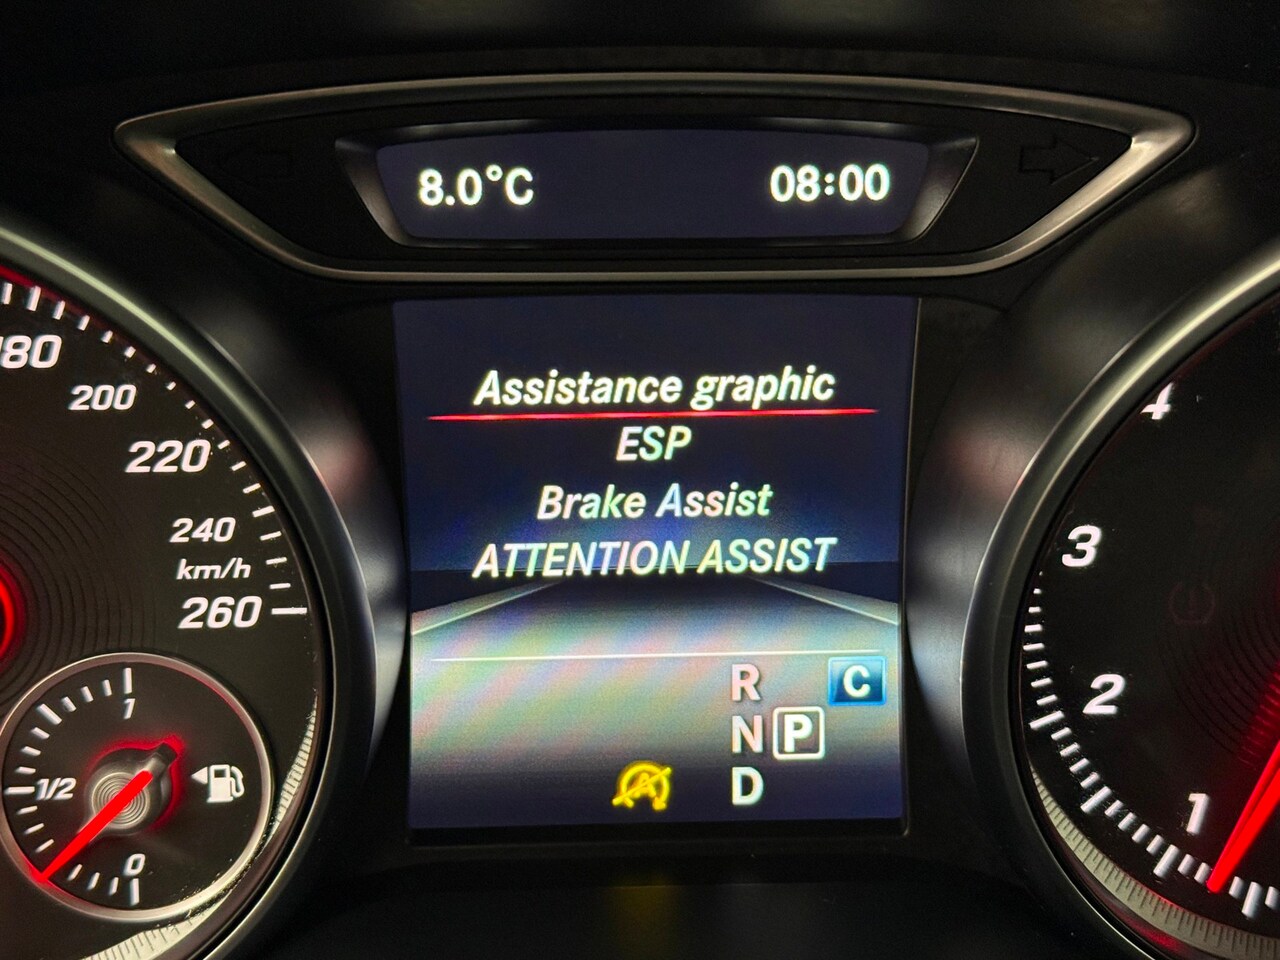 8.0°C 08:00
Assistance graphic
ESP
Brake Assist
ATTENTION ASSIST
R C
N P
D
200
220
240
km/h
260
1
1/2
0
4
3
2
1